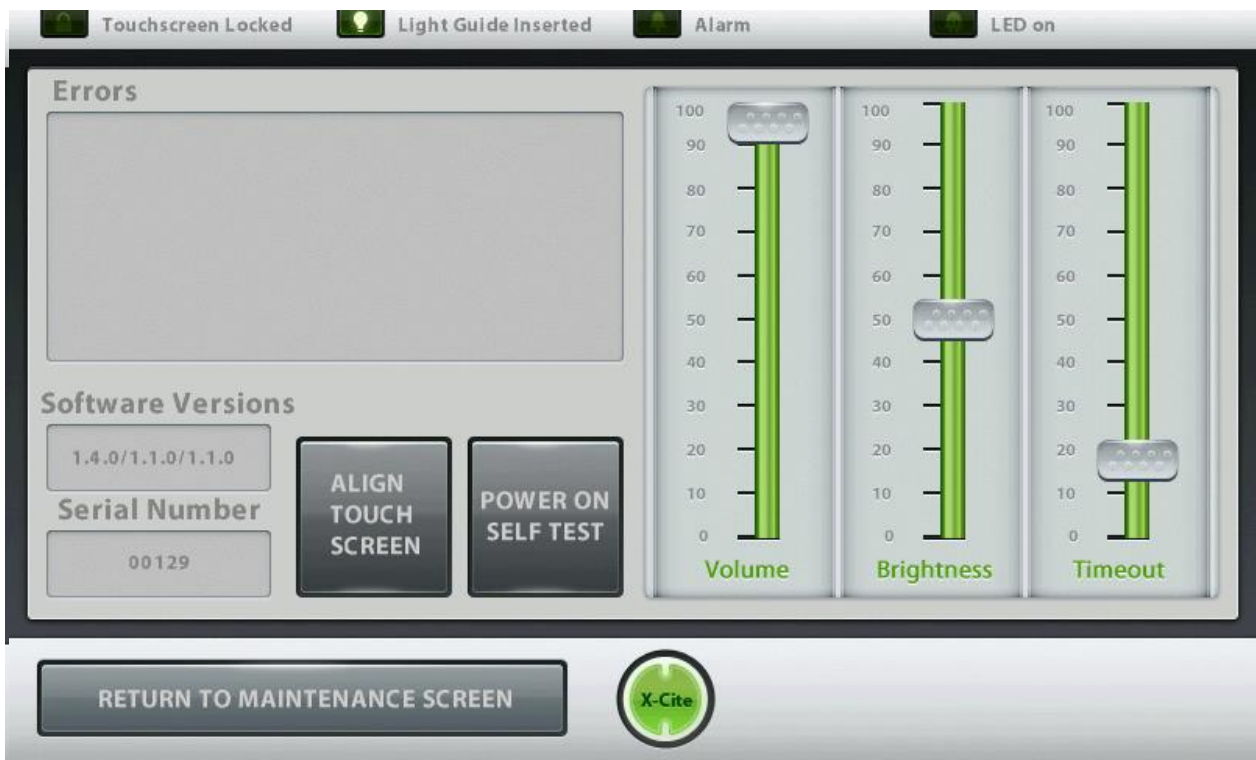 Touchscreen Locked
Light Guide Inserted
Alarm
LED on
Errors
Software Versions
1.4.0/1.1.0/1.1.0
Serial Number
00129
ALIGN
TOUCH
SCREEN
POWER ON
SELF TEST
100
90
80
70
60
50
40
30
20
10
0
Volume
100
90
80
70
60
50
40
30
20
10
0
Brightness
100
90
80
70
60
50
40
30
20
10
0
Timeout
RETURN TO MAINTENANCE SCREEN
X-Cite